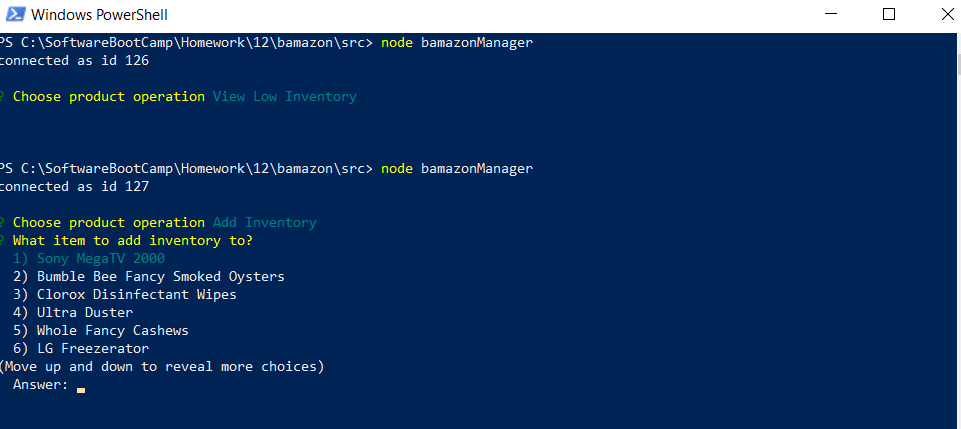 Windows PowerShell
PS C:\SoftwareBootCamp\Homework\12\bamazon\src> node bamazonManager
connected as id 126
? Choose product operation View Low Inventory
PS C:\SoftwareBootCamp\Homework\12\bamazon\src> node bamazonManager
connected as id 127
? Choose product operation Add Inventory
? What item to add inventory to?
1) Sony MegaTV 2000
2) Bumble Bee Fancy Smoked Oysters
3) Clorox Disinfectant Wipes
4) Ultra Duster
5) Whole Fancy Cashews
6) LG Freezerator
(Move up and down to reveal more choices)
Answer: